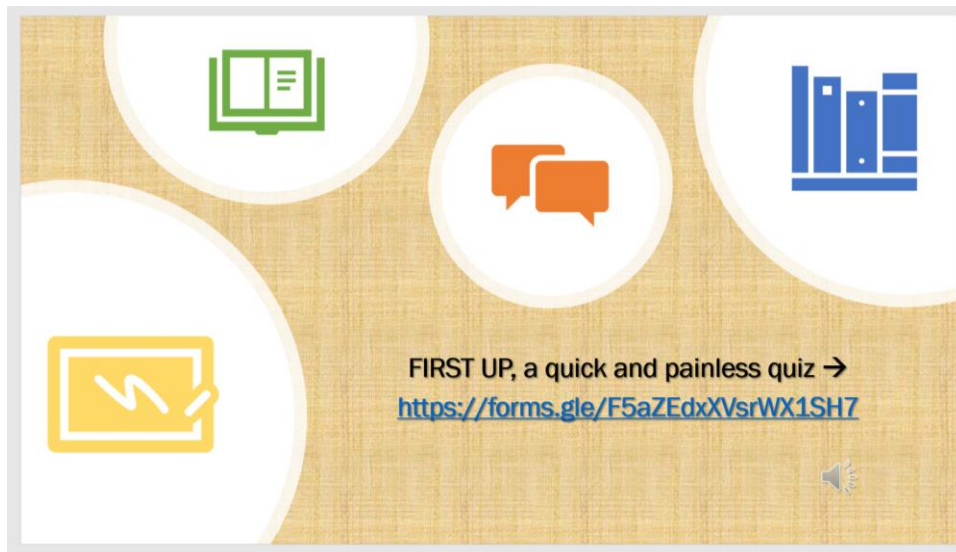 FIRST UP, a quick and painless quiz →
https://forms.gle/F5aZEdxXVsrWX1SH7